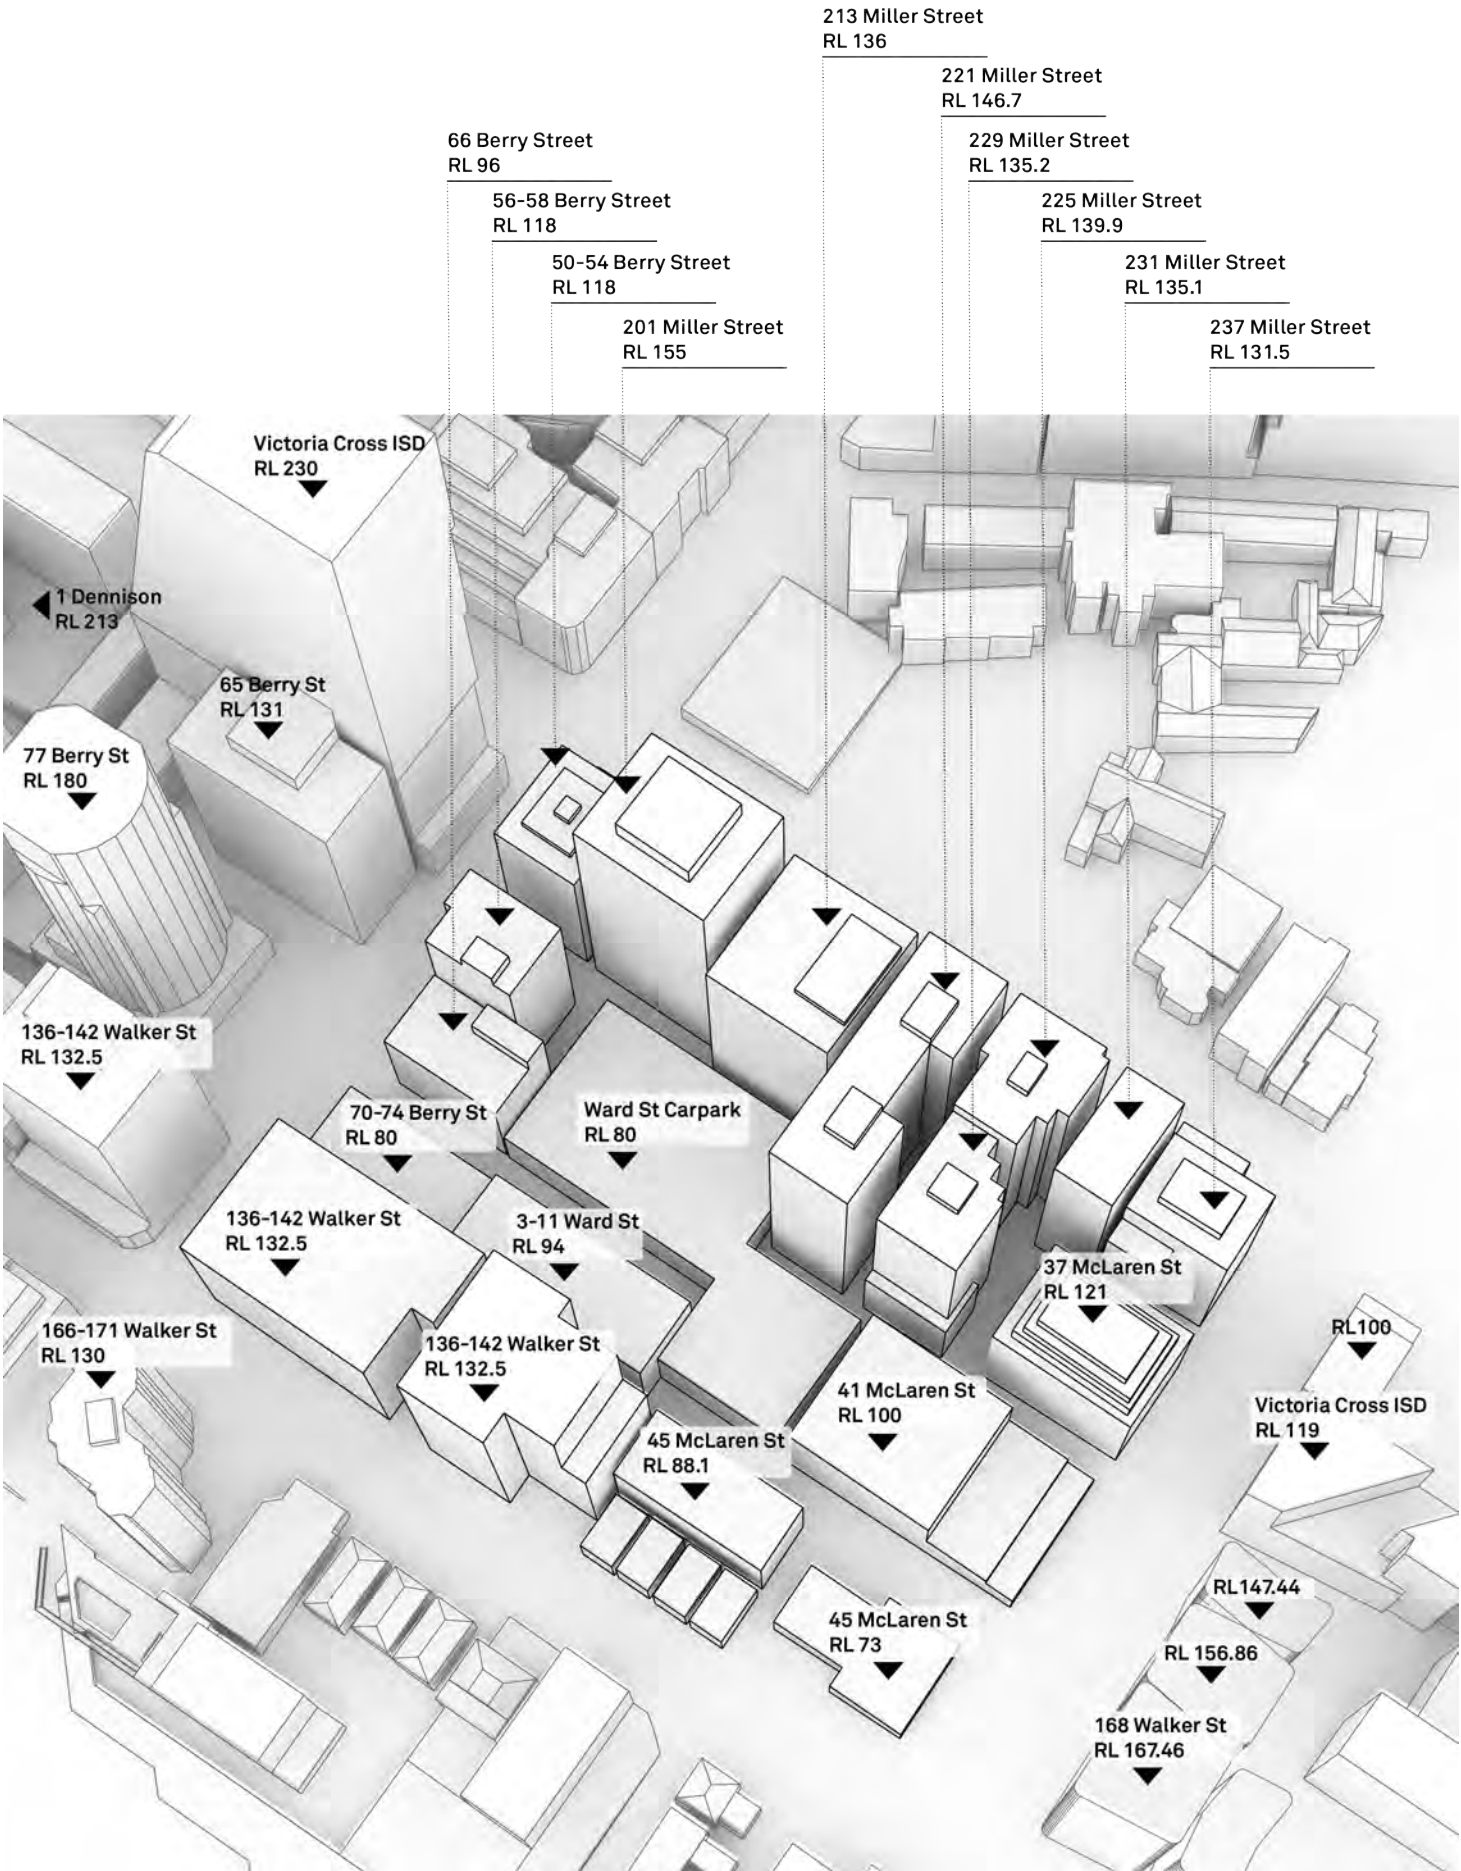 213 Miller Street
RL 136
221 Miller Street
RL 146.7
66 Berry Street
RL 96
229 Miller Street
RL 135.2
56-58 Berry Street
RL 118
225 Miller Street
RL 139.9
50-54 Berry Street
RL 118
231 Miller Street
RL 135.1
201 Miller Street
RL 155
237 Miller Street
RL 131.5
Victoria Cross ISD
RL 230
1 Dennison
RL 213
65 Berry St
RL 131
77 Berry St
RL 180
136-142 Walker St
RL 132.5
70-74 Berry St
RL 80
Ward St Carpark
RL 80
136-142 Walker St
RL 132.5
3-11 Ward St
RL 94
37 McLaren St
RL 121
166-171 Walker St
RL 130
136-142 Walker St
RL 132.5
RL100
41 McLaren St
RL 100
Victoria Cross ISD
RL 119
45 McLaren St
RL 88.1
RL147.44
45 McLaren St
RL 73
RL 156.86
168 Walker St
RL 167.46